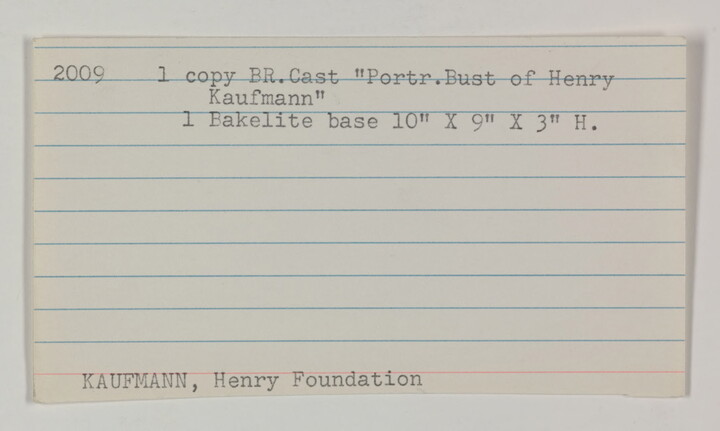 2009 1 copy BR.Cast "Portr.Bust of Henry
Kaufmann"
1 Bakelite base 10" X 9" X 3" H.
KAUFMANN, Henry Foundation